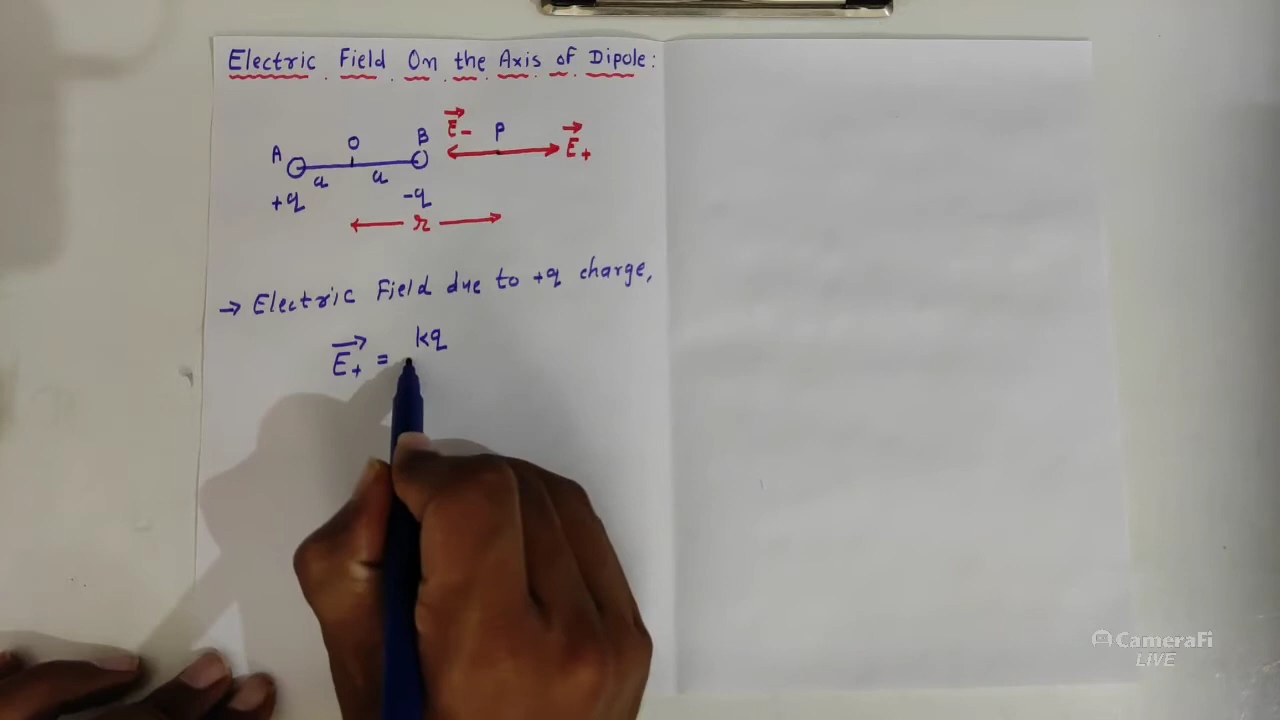 Electric Field On the Axis of Dipole:
E₋ P E₊
A O B
a a
+q -q
r
→ Electric Field due to +q charge,
E₊ = kq
CameraFi
LIVE